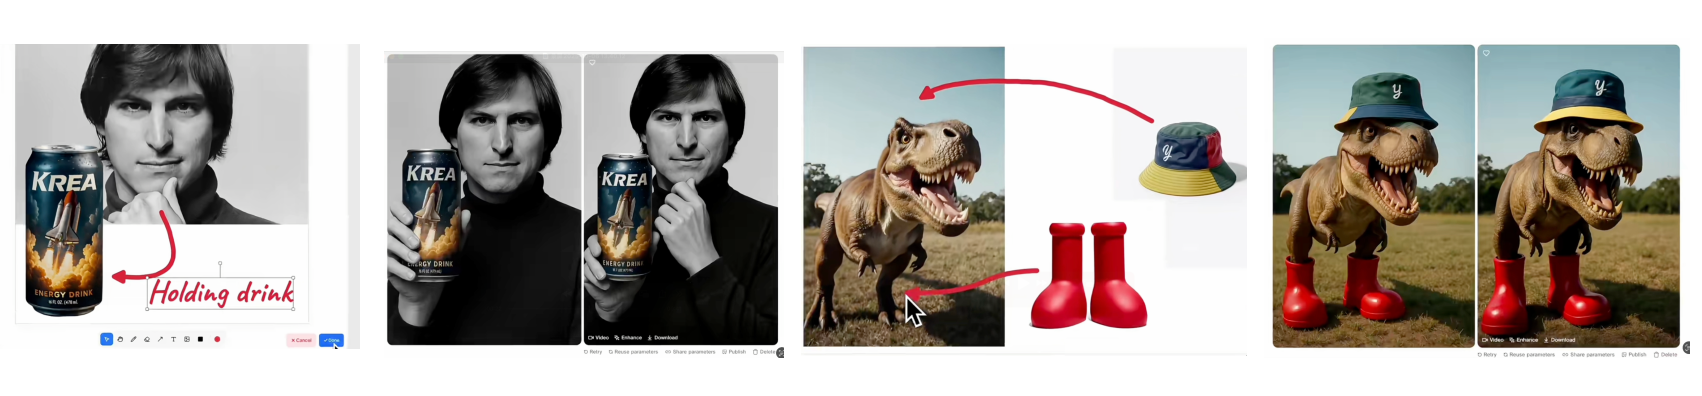 KREA
ENERGY DRINK
16 FL OZ. (473 mL)
Holding drink
T
Cancel
Done
KREA
ENERGY DRINK
KREA
ENERGY DRINK
Video Enhance Download
Retry Reuse parameters Share parameters Publish Delete
y
y
y
Video Enhance Download
Retry Reuse parameters Share parameters Publish Delete